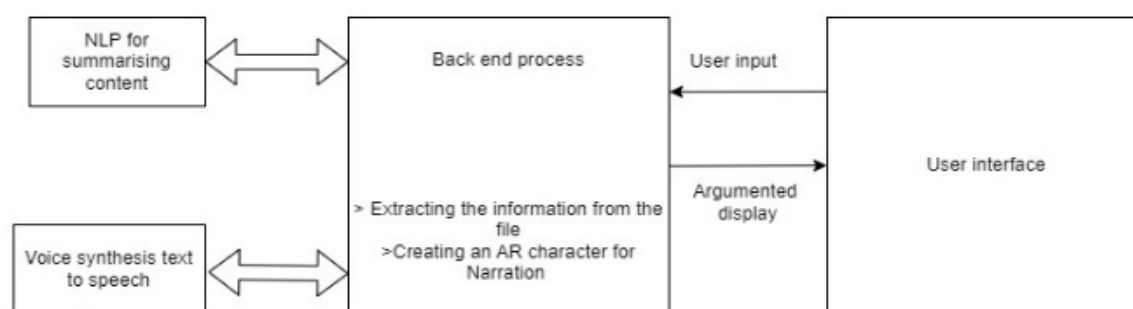 NLP for
summarising
content
Back end process
User input
User interface
Argumented
display
> Extracting the information from the
file
>Creating an AR character for
Narration
Voice synthesis text
to speech